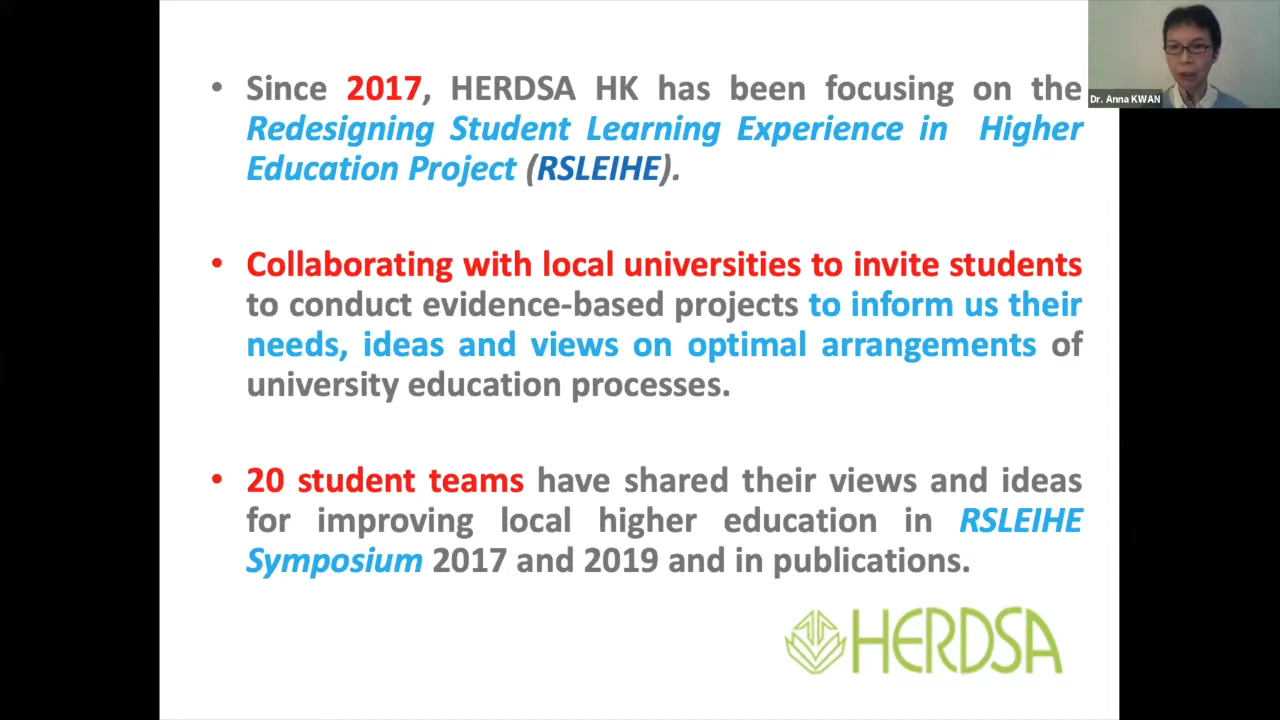 • Since 2017, HERDSA HK has been focusing on the
Redesigning Student Learning Experience in Higher
Education Project (RSLEIHE).
• Collaborating with local universities to invite students
to conduct evidence-based projects to inform us their
needs, ideas and views on optimal arrangements of
university education processes.
• 20 student teams have shared their views and ideas
for improving local higher education in RSLEIHE
Symposium 2017 and 2019 and in publications.
HERDSA
Dr. Anna KWAN